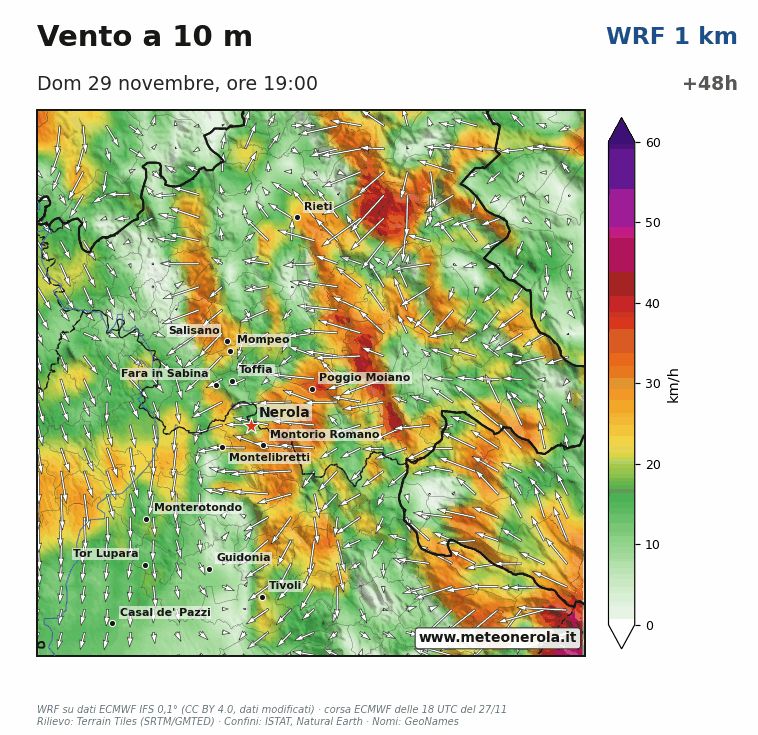 Vento a 10 m
WRF 1 km
Dom 29 novembre, ore 19:00
+48h
Rieti
Salisano
Mompeo
Fara in Sabina
Toffia
Poggio Moiano
Nerola
Montorio Romano
Montelibretti
Monterotondo
Tor Lupara
Guidonia
Tivoli
Casal de' Pazzi
www.meteonerola.it
60
50
40
30
20
10
0
km/h
WRF su dati ECMWF IFS 0,1° (CC BY 4.0, dati modificati) · corsa ECMWF delle 18 UTC del 27/11
Rilievo: Terrain Tiles (SRTM/GMTED) · Confini: ISTAT, Natural Earth · Nomi: GeoNames